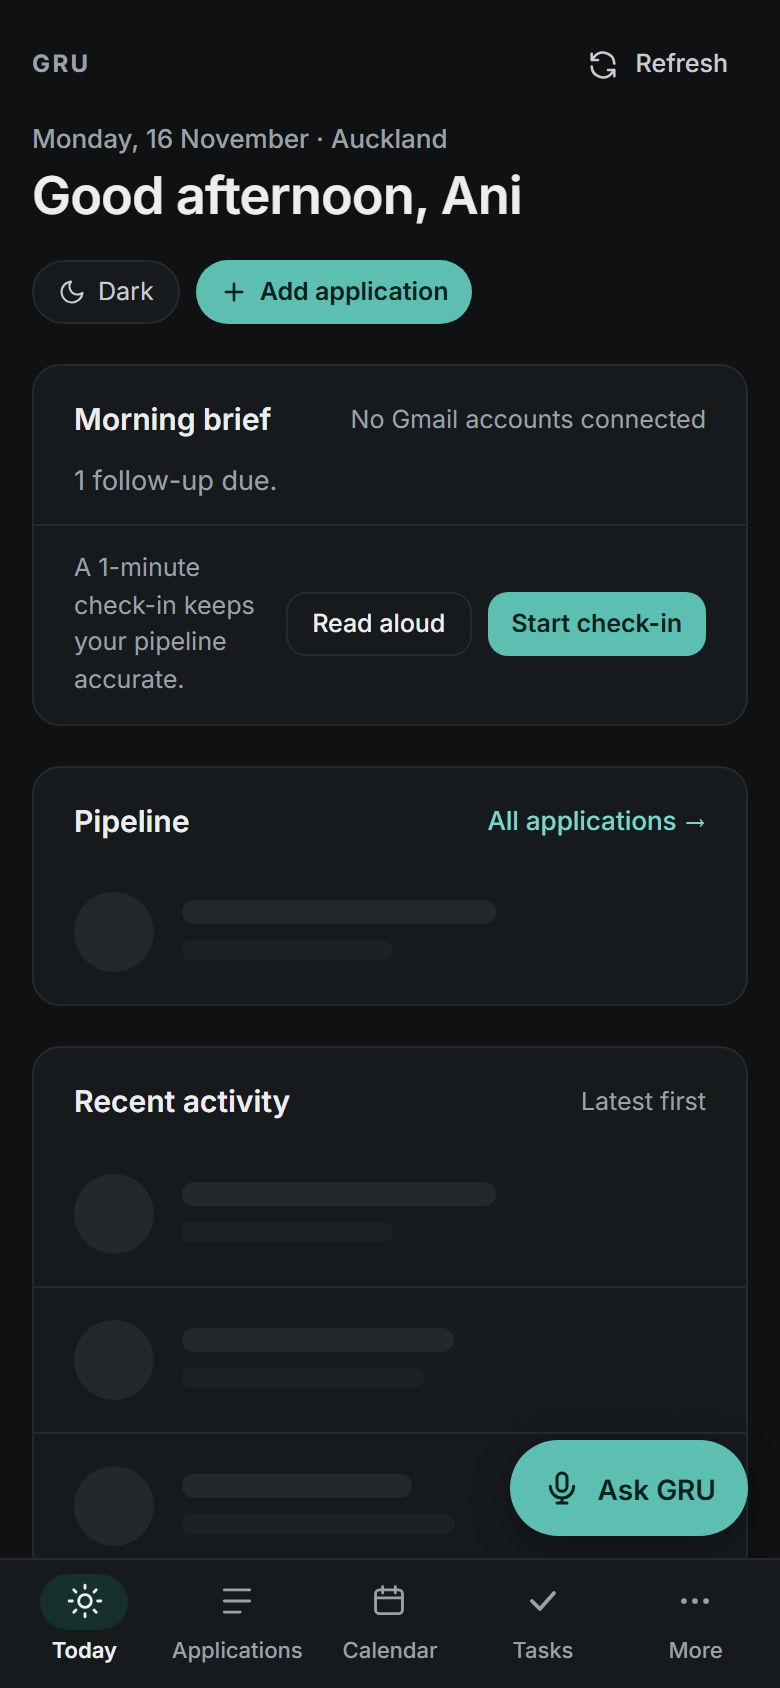 GRU
Refresh
Monday, 16 November · Auckland
Good afternoon, Ani
Dark
+ Add application
Morning brief
No Gmail accounts connected
1 follow-up due.
A 1-minute
check-in keeps
your pipeline
accurate.
Read aloud
Start check-in
Pipeline
All applications →
Recent activity
Latest first
Ask GRU
Today
Applications
Calendar
Tasks
More